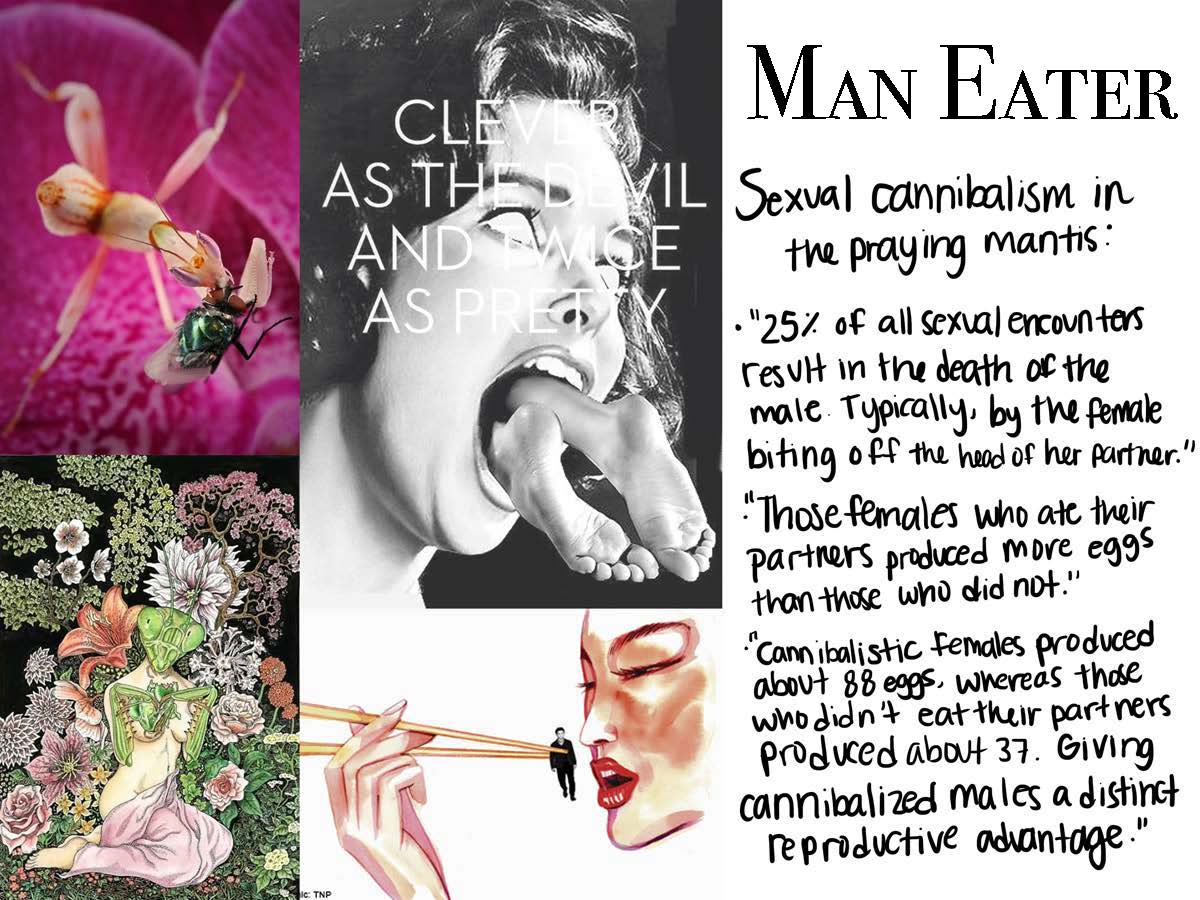 CLEVER
AS THE DEVIL
AND TWICE
AS PRETTY
ic: TNP
MAN EATER
Sexual cannibalism in
the praying mantis:
• "25% of all sexual encounters
result in the death of the
male. Typically, by the female
biting off the head of her partner."
• "Those females who ate their
partners produced more eggs
than those who did not."
• "Cannibalistic females produced
about 88 eggs, whereas those
who didn't eat their partners
produced about 37. Giving
cannibalized males a distinct
reproductive advantage."